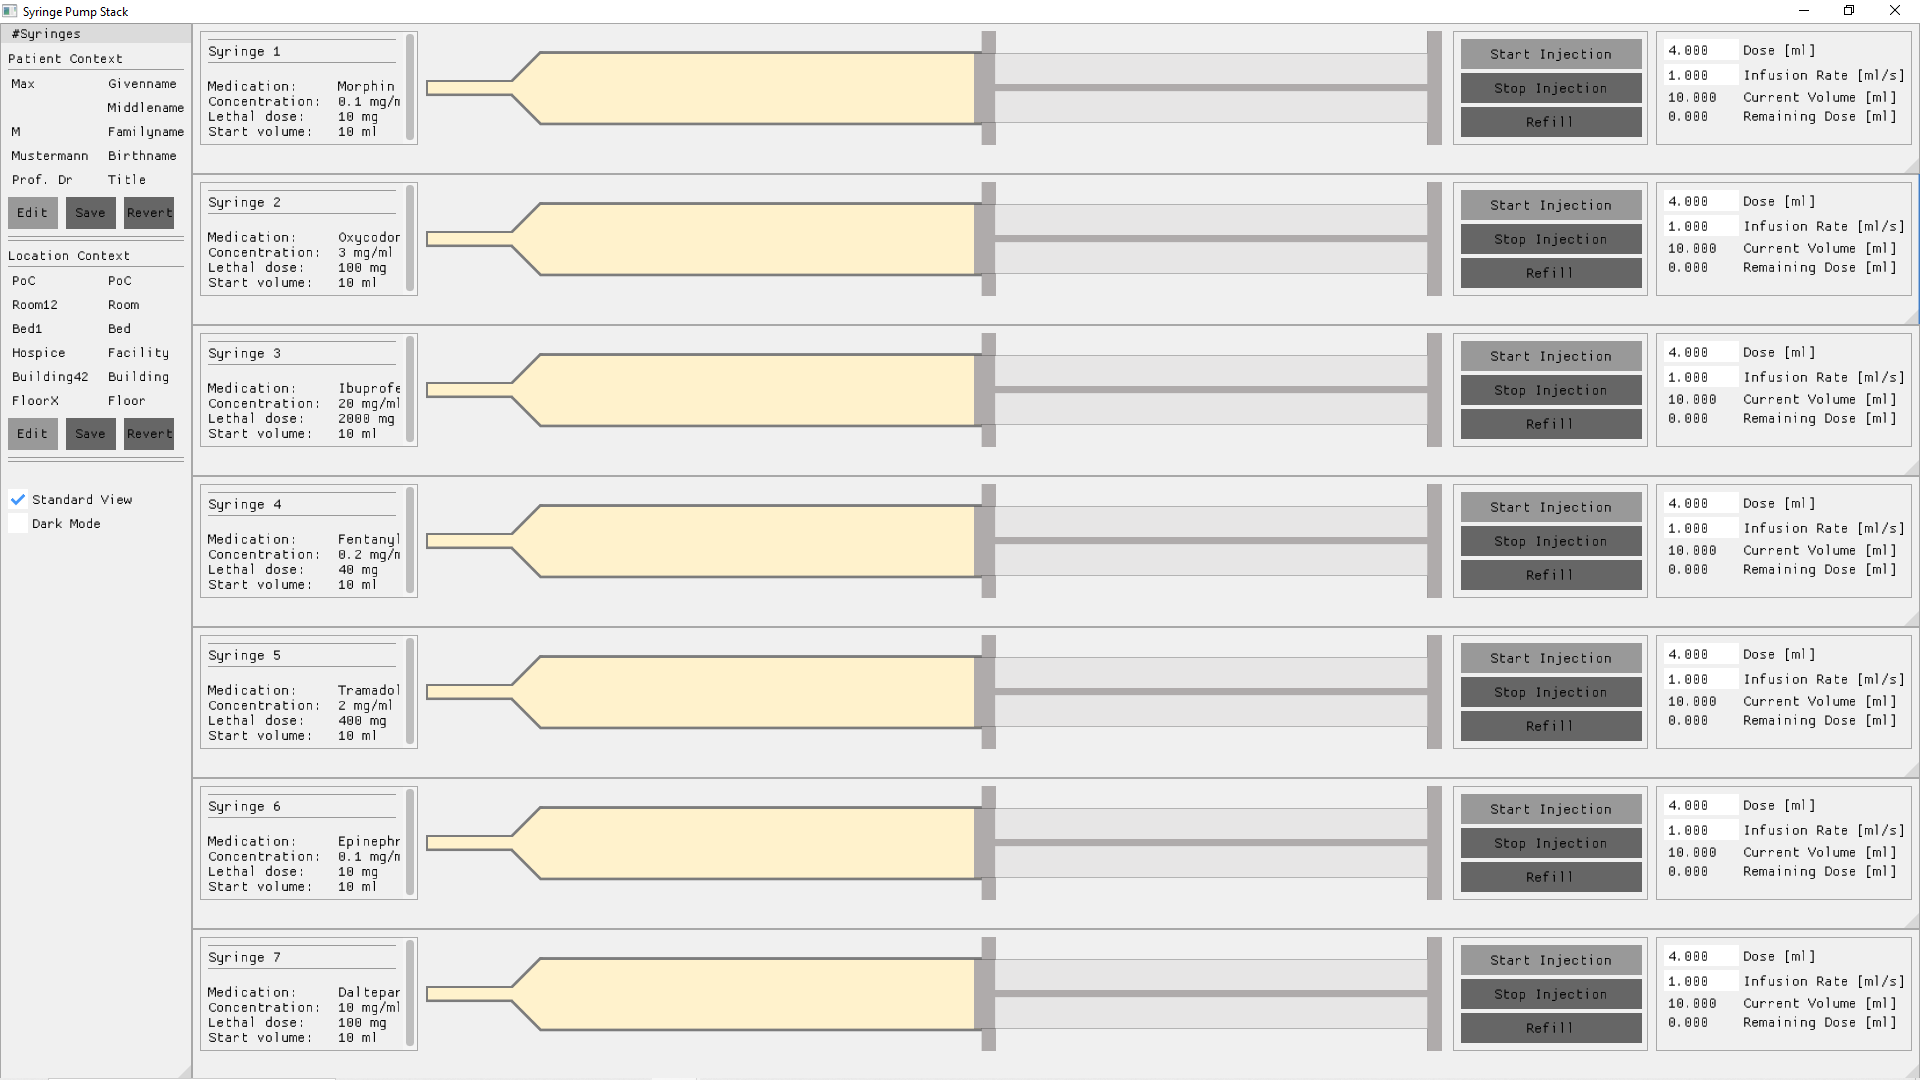 Syringe Pump Stack
#Syringes
Patient Context
Max Givenname
Middlename
M Familyname
Mustermann Birthname
Prof. Dr Title
Edit Save Revert
Location Context
PoC PoC
Room12 Room
Bed1 Bed
Hospice Facility
Building42 Building
FloorX Floor
Edit Save Revert
Standard View
Dark Mode
Syringe 1
Medication: Morphin
Concentration: 0.1 mg/m
Lethal dose: 10 mg
Start volume: 10 ml
Start Injection
Stop Injection
Refill
4.000 Dose [ml]
1.000 Infusion Rate [ml/s]
10.000 Current Volume [ml]
0.000 Remaining Dose [ml]
Syringe 2
Medication: Oxycodon
Concentration: 3 mg/ml
Lethal dose: 100 mg
Start volume: 10 ml
Start Injection
Stop Injection
Refill
4.000 Dose [ml]
1.000 Infusion Rate [ml/s]
10.000 Current Volume [ml]
0.000 Remaining Dose [ml]
Syringe 3
Medication: Ibuprofe
Concentration: 20 mg/ml
Lethal dose: 2000 mg
Start volume: 10 ml
Start Injection
Stop Injection
Refill
4.000 Dose [ml]
1.000 Infusion Rate [ml/s]
10.000 Current Volume [ml]
0.000 Remaining Dose [ml]
Syringe 4
Medication: Fentanyl
Concentration: 0.2 mg/m
Lethal dose: 40 mg
Start volume: 10 ml
Start Injection
Stop Injection
Refill
4.000 Dose [ml]
1.000 Infusion Rate [ml/s]
10.000 Current Volume [ml]
0.000 Remaining Dose [ml]
Syringe 5
Medication: Tramadol
Concentration: 2 mg/ml
Lethal dose: 400 mg
Start volume: 10 ml
Start Injection
Stop Injection
Refill
4.000 Dose [ml]
1.000 Infusion Rate [ml/s]
10.000 Current Volume [ml]
0.000 Remaining Dose [ml]
Syringe 6
Medication: Epinephr
Concentration: 0.1 mg/m
Lethal dose: 10 mg
Start volume: 10 ml
Start Injection
Stop Injection
Refill
4.000 Dose [ml]
1.000 Infusion Rate [ml/s]
10.000 Current Volume [ml]
0.000 Remaining Dose [ml]
Syringe 7
Medication: Daltepar
Concentration: 10 mg/ml
Lethal dose: 100 mg
Start volume: 10 ml
Start Injection
Stop Injection
Refill
4.000 Dose [ml]
1.000 Infusion Rate [ml/s]
10.000 Current Volume [ml]
0.000 Remaining Dose [ml]